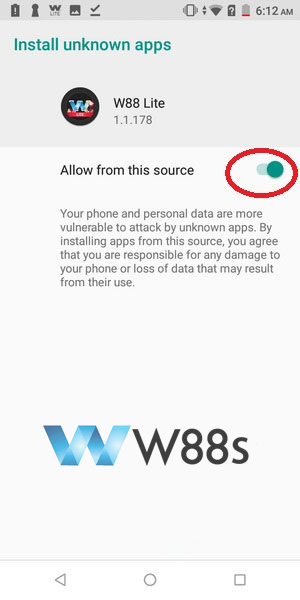 6:12 AM
Install unknown apps
W88 Lite
1.1.178
Allow from this source
Your phone and personal data are more
vulnerable to attack by unknown apps. By
installing apps from this source, you agree
that you are responsible for any damage to
your phone or loss of data that may result
from their use.
W88s